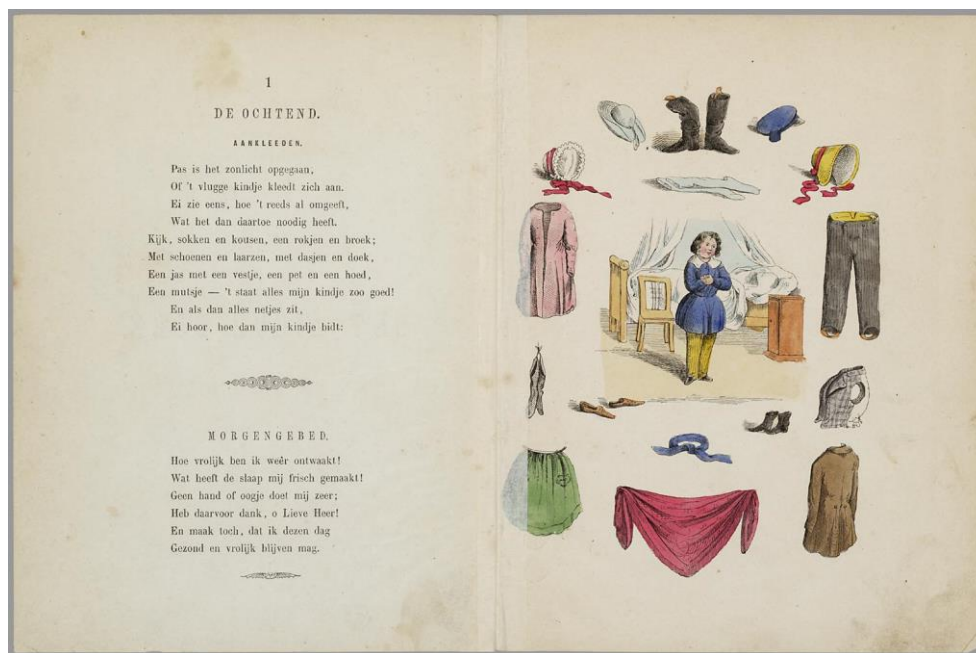 1
DE OCHTEND.
AANKLEEDEN.
Pas is het zonlicht opgegaan;
Of 't vlugge kindje kleedt zich aan.
Ei zie eens, hoe 't reeds al omgeeft,
Wat het dan daartoe noodig heeft.
Kijk, sokken en kousen, een rokjen en broek;
Met schoenen en laarzen, met dasjen en doek,
Een jas met een vestje, een pet en een hoed,
Een mutsje — 't staat alles mijn kindje zoo goed!
En als dan alles netjes zit,
Ei hoor, hoe dan mijn kindje bidt:
MORGENGEBED.
Hoe vrolijk ben ik weêr ontwaakt!
Wat heeft de slaap mij frisch gemaakt!
Geen hand of oogje doet mij zeer;
Heb daarvoor dank, o Lieve Heer!
En maak toch, dat ik dezen dag
Gezond en vrolijk blijven mag.